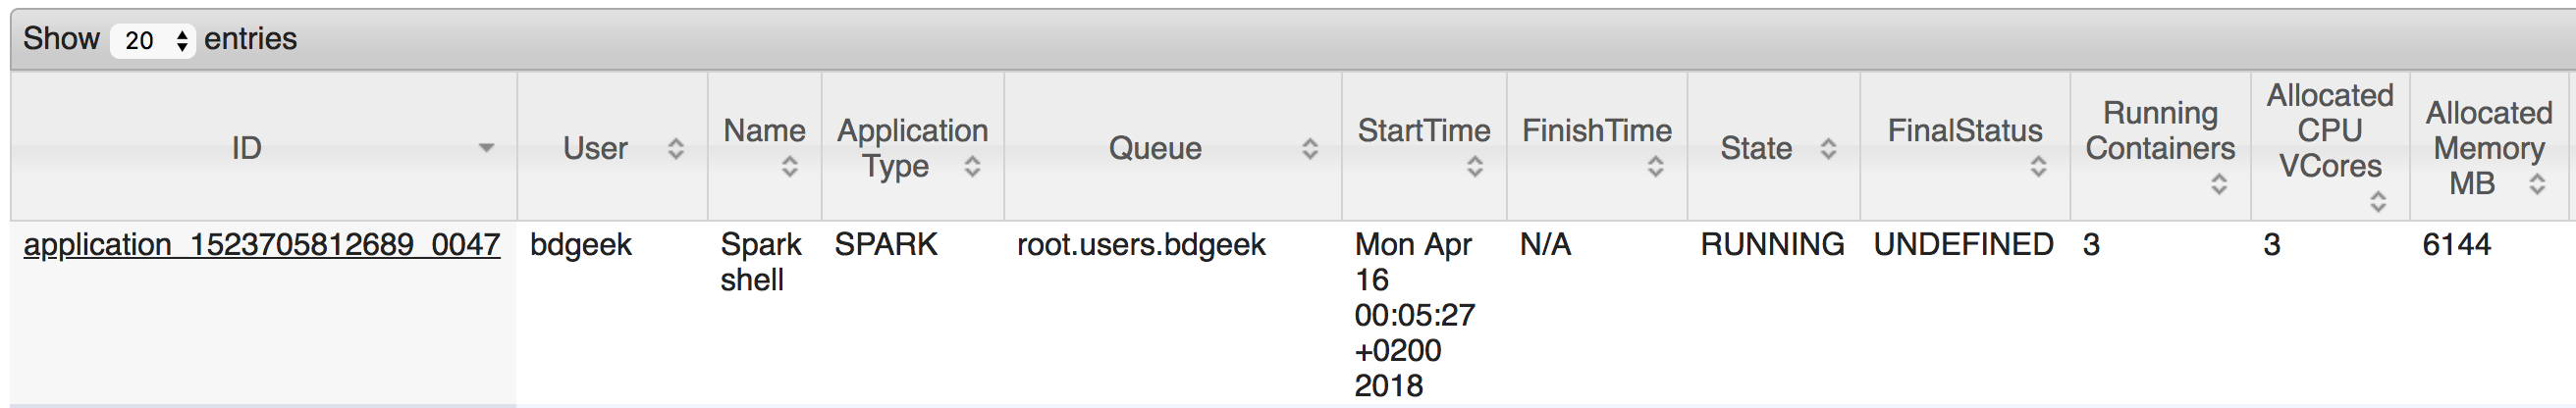 Show 20 entries
ID
User
Name
Application
Type
Queue
StartTime
FinishTime
State
FinalStatus
Running
Containers
Allocated
CPU
VCores
Allocated
Memory
MB
application_1523705812689_0047
bdgeek
Spark
shell
SPARK
root.users.bdgeek
Mon Apr
16
00:05:27
+0200
2018
N/A
RUNNING
UNDEFINED
3
3
6144